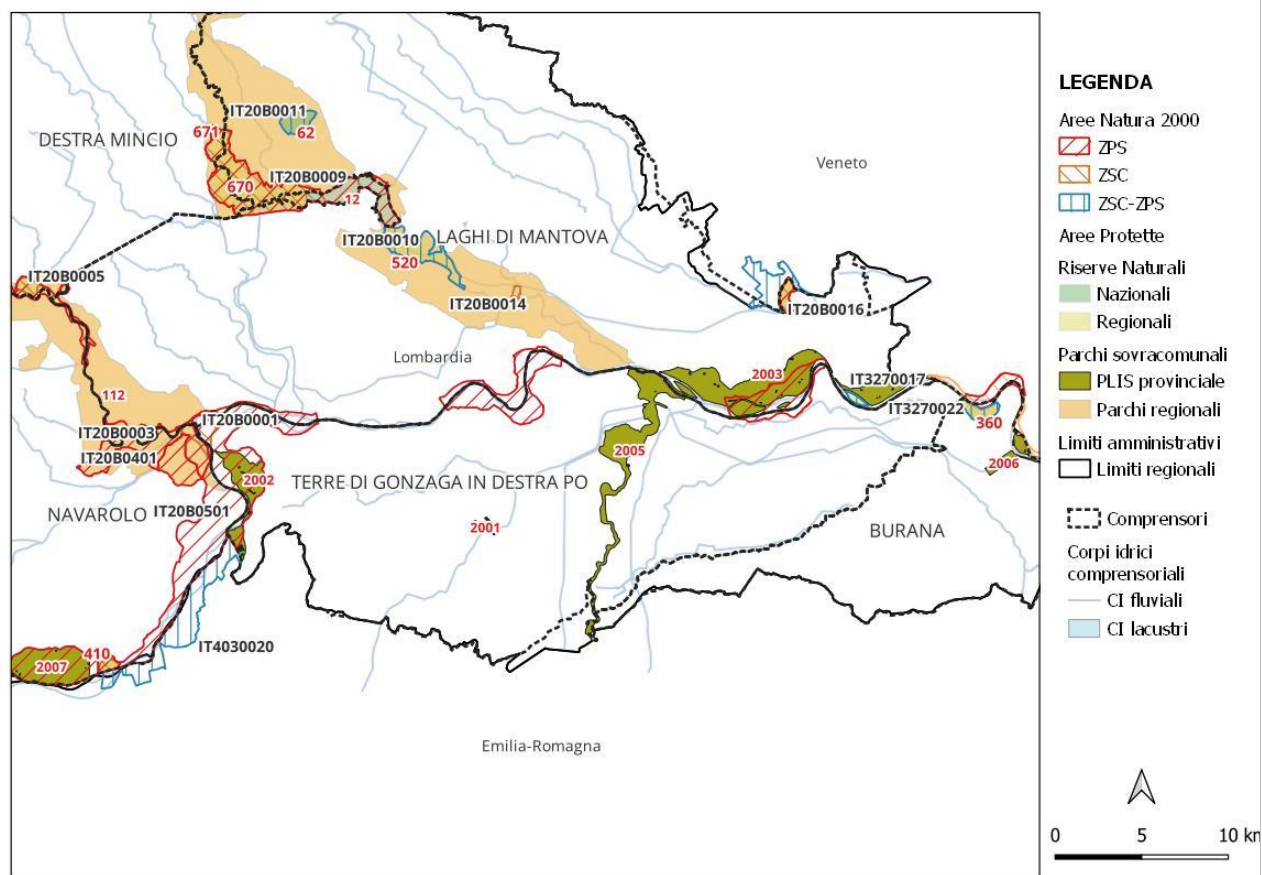 IT20B0011
671
62
DESTRA MINCIO
Veneto
IT20B0009
670
12
IT20B0010
LAGHI DI MANTOVA
520
IT20B0005
IT20B0014
IT20B0016
Lombardia
2003
IT3270017
112
IT20B0001
IT3270022
360
IT20B0003
IT20B0401
2005
2006
2002
TERRE DI GONZAGA IN DESTRA PO
NAVAROLO
IT20B0501
2001
BURANA
IT4030020
410
2007
Emilia-Romagna
LEGENDA
Aree Natura 2000
ZPS
ZSC
ZSC-ZPS
Aree Protette
Riserve Naturali
Nazionali
Regionali
Parchi sovracomunali
PLIS provinciale
Parchi regionali
Limiti amministrativi
Limiti regionali
Comprensori
Corpi idrici
comprensoriali
CI fluviali
CI lacustri
0 5 10 km